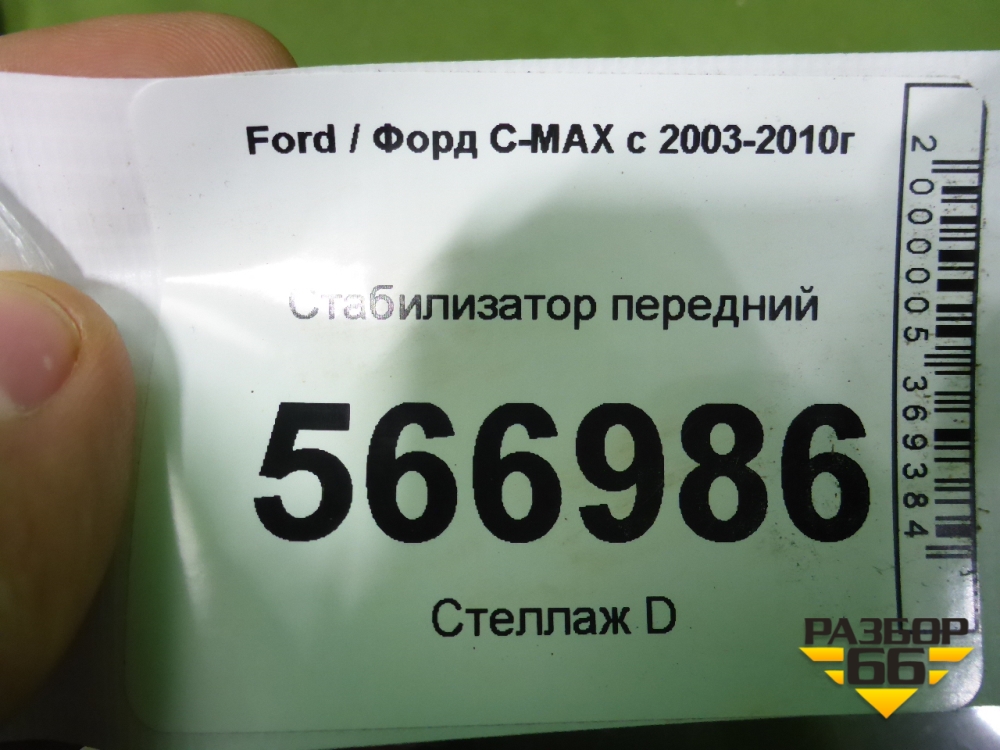 Ford / Форд C-MAX с 2003-2010г
Стабилизатор передний
566986
Стеллаж D
2000005369384
РАЗБОР
66